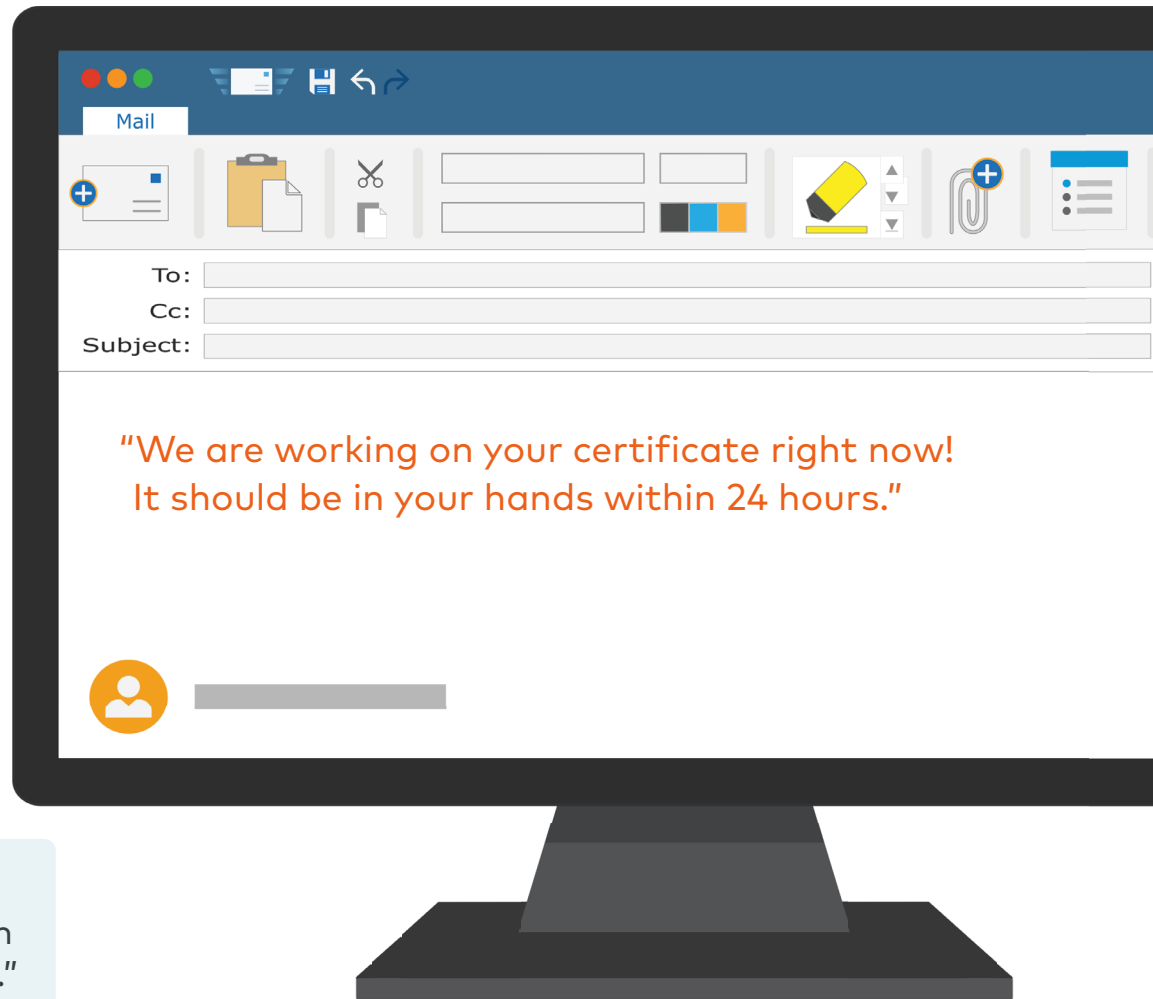 Mail
To:
Cc:
Subject:
“We are working on your certificate right now!
It should be in your hands within 24 hours.”